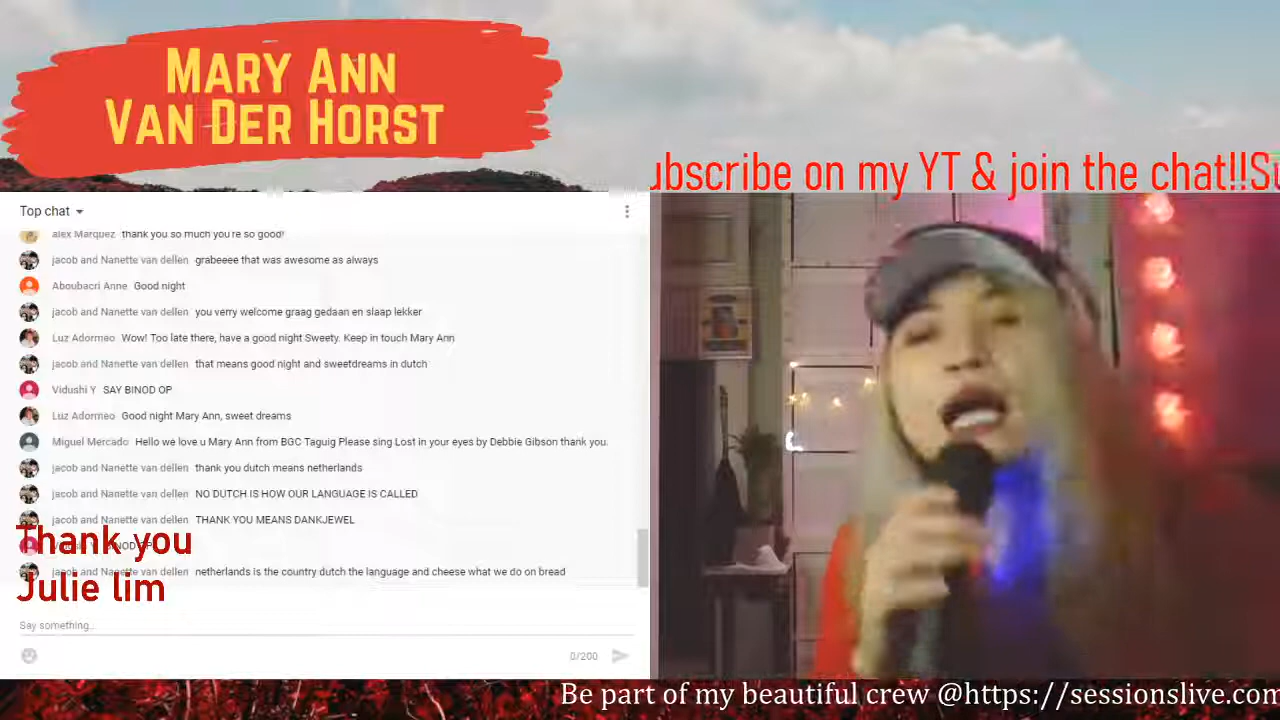 MARY ANN
VAN DER HORST
ubscribe on my YT & join the chat!!Su
Top chat
alex Marquez thank you so much you're so good!
jacob and Nanette van dellen grabeeee that was awesome as always
Aboubacri Anne Good night
jacob and Nanette van dellen you verry welcome graag gedaan en slaap lekker
Luz Adormeo Wow! Too late there, have a good night Sweety. Keep in touch Mary Ann
jacob and Nanette van dellen that means good night and sweetdreams in dutch
Vidushi Y SAY BINOD OP
Luz Adormeo Good night Mary Ann, sweet dreams
Miguel Mercado Hello we love u Mary Ann from BGC Taguig Please sing Lost in your eyes by Debbie Gibson thank you.
jacob and Nanette van dellen thank you dutch means netherlands
jacob and Nanette van dellen NO DUTCH IS HOW OUR LANGUAGE IS CALLED
jacob and Nanette van dellen THANK YOU MEANS DANKJEWEL
Thank you
jacob and Nanette van dellen netherlands is the country dutch the language and cheese what we do on bread
Julie lim
Say something...
0/200
Be part of my beautiful crew @https://sessionslive.com